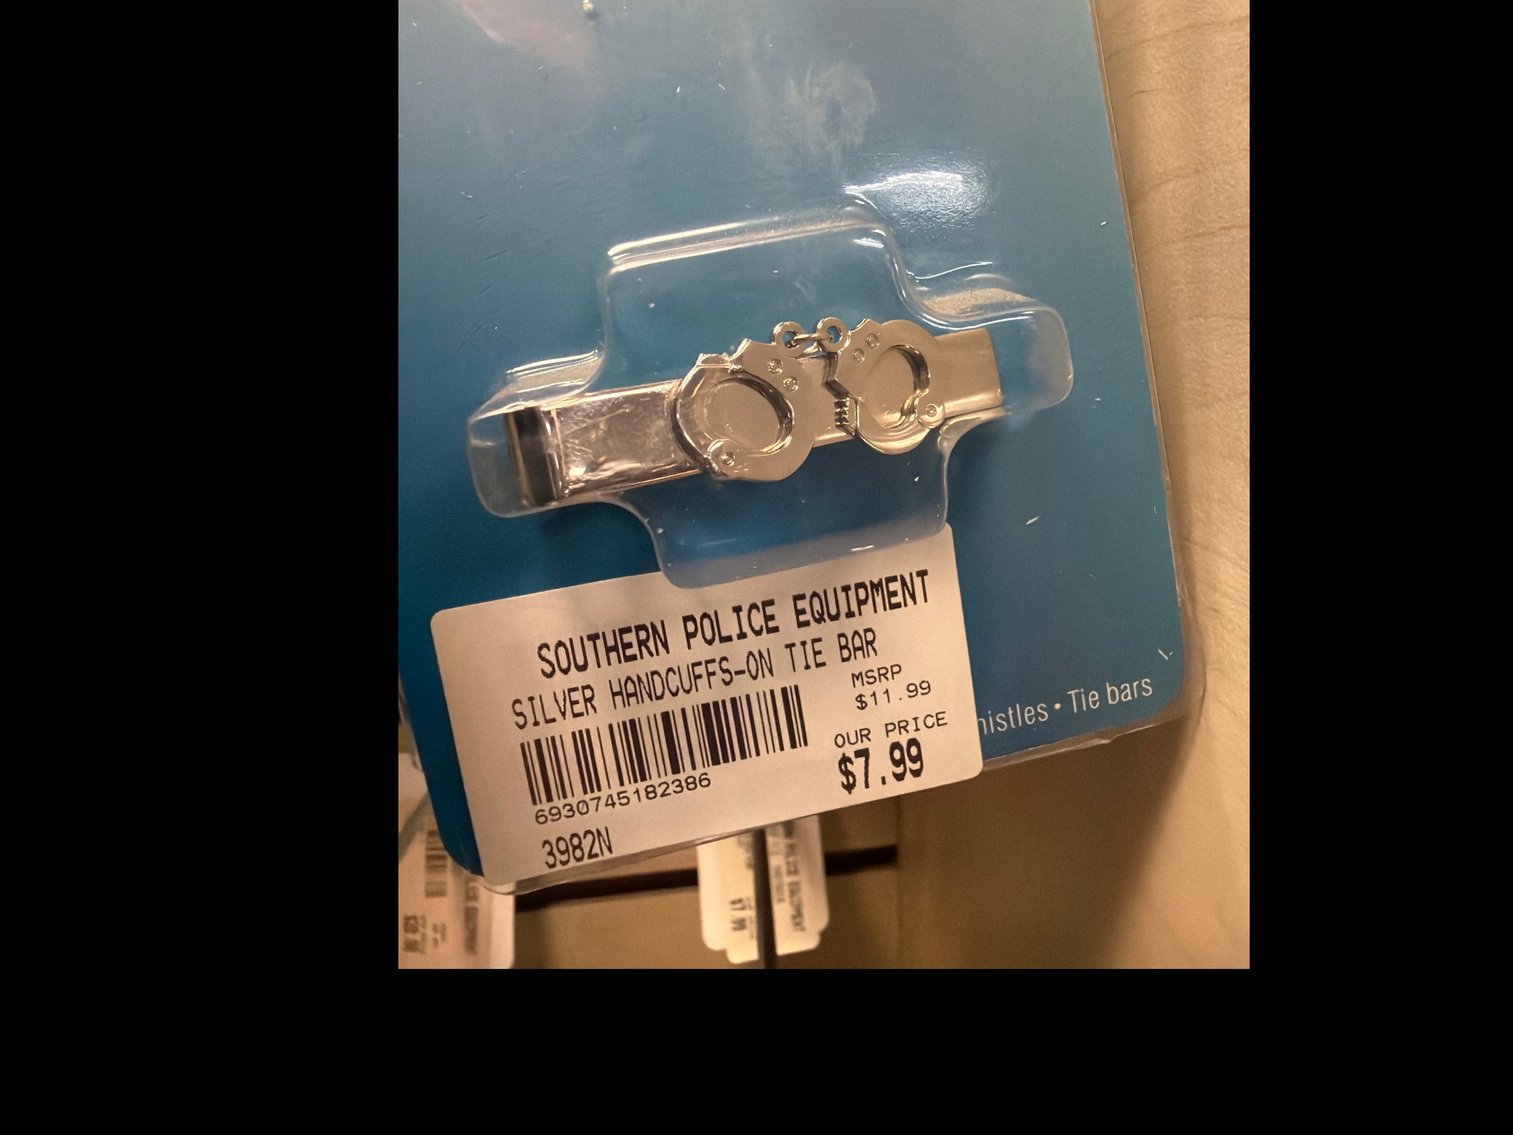 SOUTHERN POLICE EQUIPMENT
SILVER HANDCUFFS-ON TIE BAR
MSRP
$11.99
OUR PRICE
$7.99
6930745182386
3982N
• Tie bars